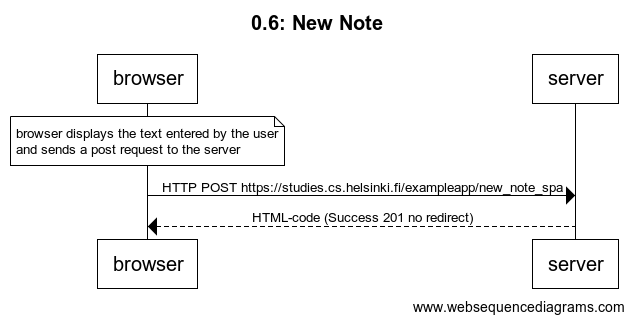 0.6: New Note
browser
server
browser displays the text entered by the user
and sends a post request to the server
HTTP POST https://studies.cs.helsinki.fi/exampleapp/new_note_spa
HTML-code (Success 201 no redirect)
browser
server
www.websequencediagrams.com